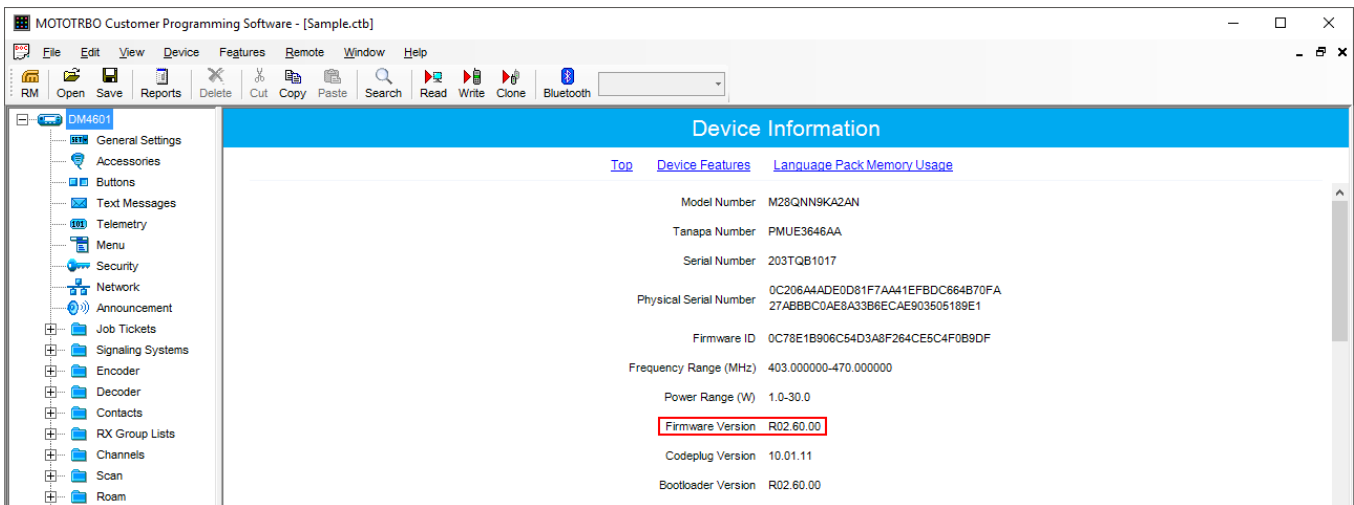 MOTOTRBO Customer Programming Software - [Sample.ctb]
File Edit View Device Features Remote Window Help
RM Open Save Reports Delete Cut Copy Paste Search Read Write Clone Bluetooth
DM4601
General Settings
Accessories
Buttons
Text Messages
Telemetry
Menu
Security
Network
Announcement
Job Tickets
Signaling Systems
Encoder
Decoder
Contacts
RX Group Lists
Channels
Scan
Roam
Device Information
Top Device Features Language Pack Memory Usage
Model Number M28QNN9KA2AN
Tanapa Number PMUE3646AA
Serial Number 203TQB1017
Physical Serial Number 0C206A4ADE0D81F7AA41EFBDC664B70FA
27ABBBC0AE8A33B6ECAE903505189E1
Firmware ID 0C78E1B906C54D3A8F264CE5C4F0B9DF
Frequency Range (MHz) 403.000000-470.000000
Power Range (W) 1.0-30.0
Firmware Version R02.60.00
Codeplug Version 10.01.11
Bootloader Version R02.60.00